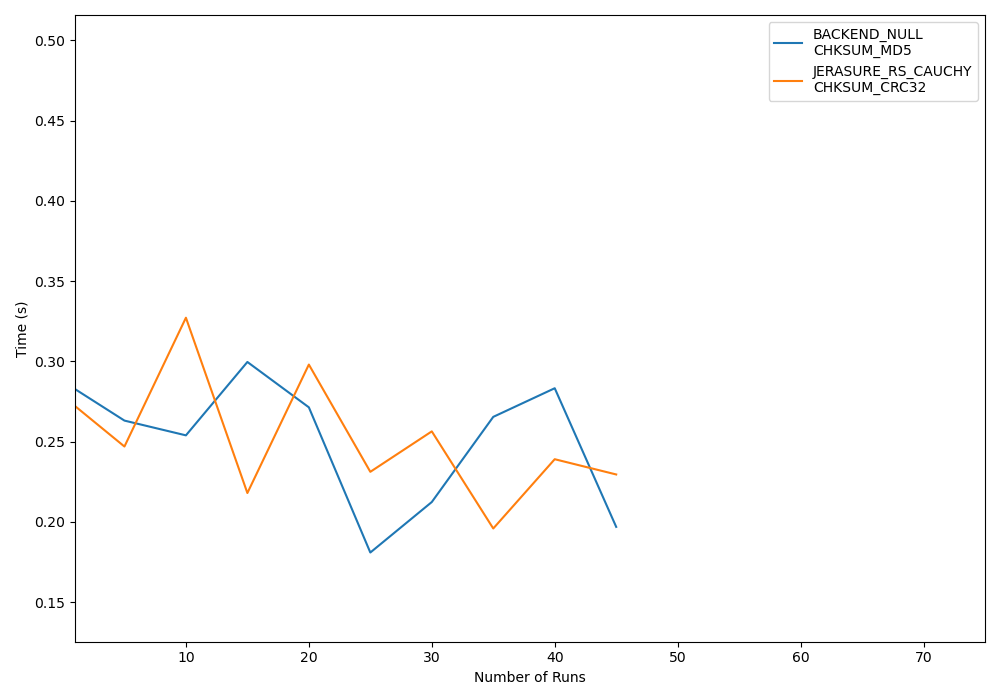 BACKEND_NULL
CHKSUM_MD5
JERASURE_RS_CAUCHY
CHKSUM_CRC32
0.50
0.45
0.40
0.35
0.30
0.25
0.20
0.15
Time (s)
10 20 30 40 50 60 70
Number of Runs